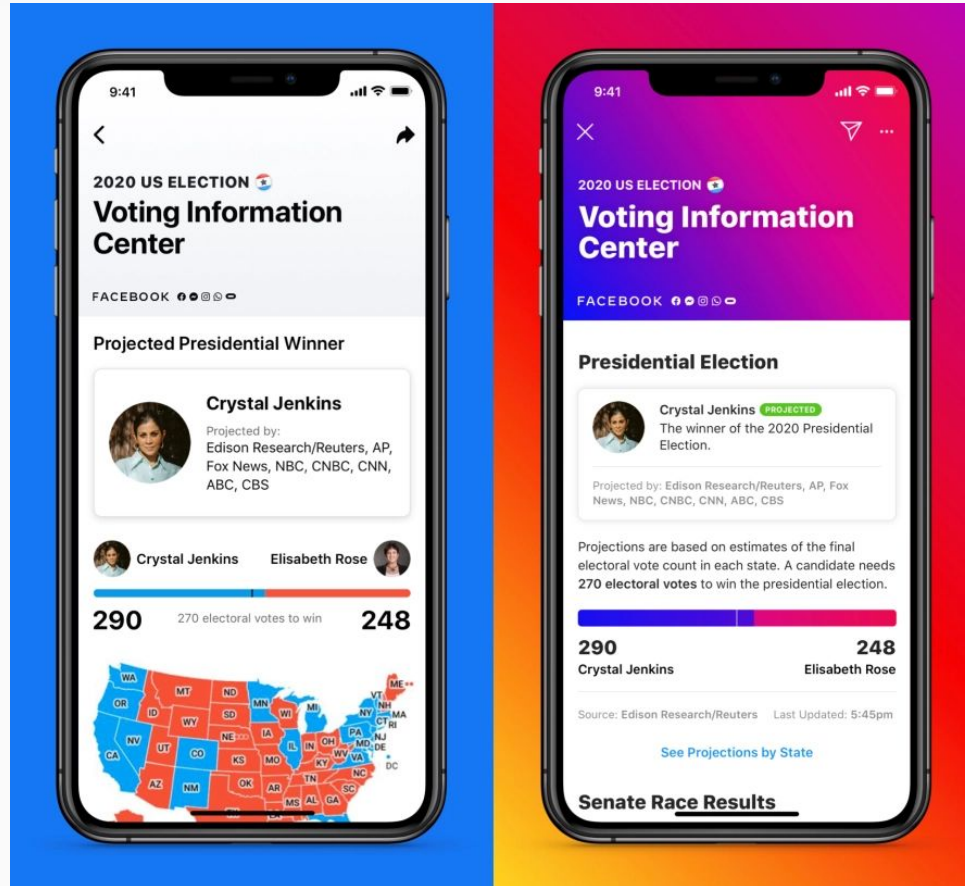 9:41
2020 US ELECTION
Voting Information
Center
FACEBOOK
Projected Presidential Winner
Crystal Jenkins
Projected by:
Edison Research/Reuters, AP,
Fox News, NBC, CNBC, CNN,
ABC, CBS
Crystal Jenkins Elisabeth Rose
290 270 electoral votes to win 248
WA
MT ND MN ME
OR ID WY SD WI MI VT NH
NY MA
CT RI
NE IA PA NJ
NV UT CO IL IN OH MD DE
CA KS MO KY WV VA DC
AZ NM OK AR TN NC
MS AL GA SC
9:41
2020 US ELECTION
Voting Information
Center
FACEBOOK
Presidential Election
Crystal Jenkins PROJECTED
The winner of the 2020 Presidential
Election.
Projected by: Edison Research/Reuters, AP, Fox
News, NBC, CNBC, CNN, ABC, CBS
Projections are based on estimates of the final
electoral vote count in each state. A candidate needs
270 electoral votes to win the presidential election.
290 248
Crystal Jenkins Elisabeth Rose
Source: Edison Research/Reuters Last Updated: 5:45pm
See Projections by State
Senate Race Results